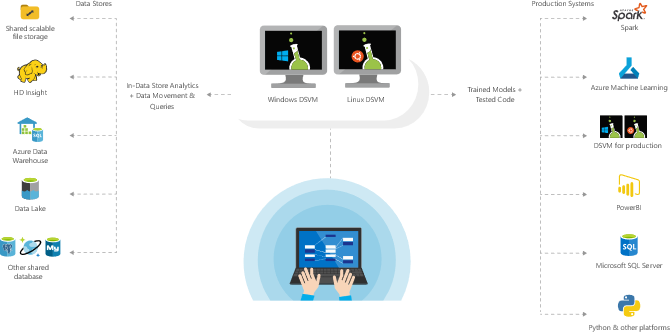 Data Stores
Production Systems
Shared scalable
file storage
HD Insight
Azure Data
Warehouse
Data Lake
Other shared
database
In-Data Store Analytics
+ Data Movement &
Queries
Windows DSVM
Linux DSVM
Trained Models +
Tested Code
Spark
Spark
Azure Machine Learning
DSVM for production
PowerBI
SQL
Microsoft SQL Server
Python & other platforms
SQL
My